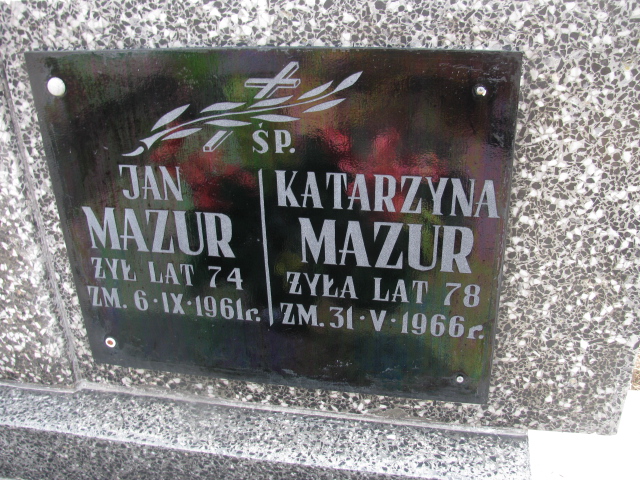 ŚP.
JAN
MAZUR
ŻYŁ LAT 74
ZM. 6·IX·1961r.
KATARZYNA
MAZUR
ŻYŁA LAT 78
ZM. 31·V·1966r.